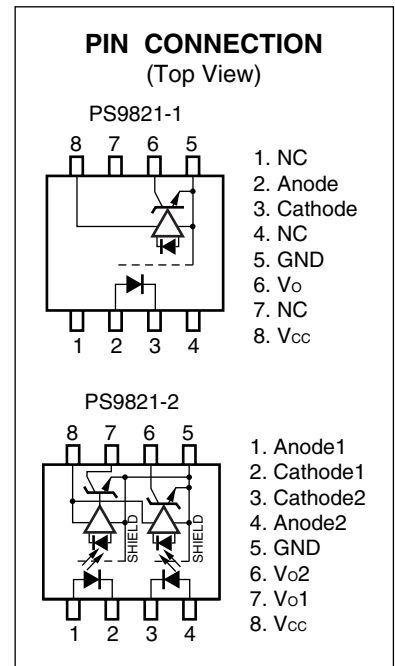 PIN CONNECTION
(Top View)
PS9821-1
8 7 6 5
1. NC
2. Anode
3. Cathode
4. NC
5. GND
6. VO
7. NC
8. VCC
1 2 3 4
PS9821-2
8 7 6 5
SHIELD SHIELD
1. Anode1
2. Cathode1
3. Cathode2
4. Anode2
5. GND
6. VO2
7. VO1
8. VCC
1 2 3 4